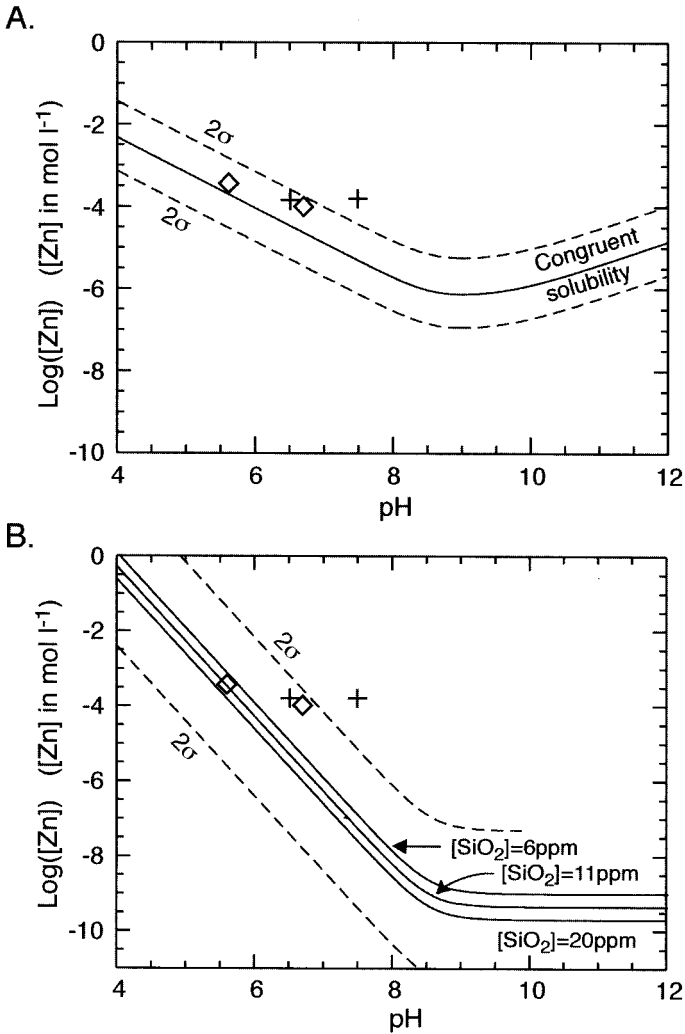 A.
0
-2
-4
-6
-8
-10
Log([Zn]) ([Zn] in mol l-1)
2σ
2σ
Congruent
solubility
4 6 8 10 12
pH
B.
0
-2
-4
-6
-8
-10
Log([Zn]) ([Zn] in mol l-1)
2σ
2σ
[SiO2]=6ppm
[SiO2]=11ppm
[SiO2]=20ppm
4 6 8 10 12
pH